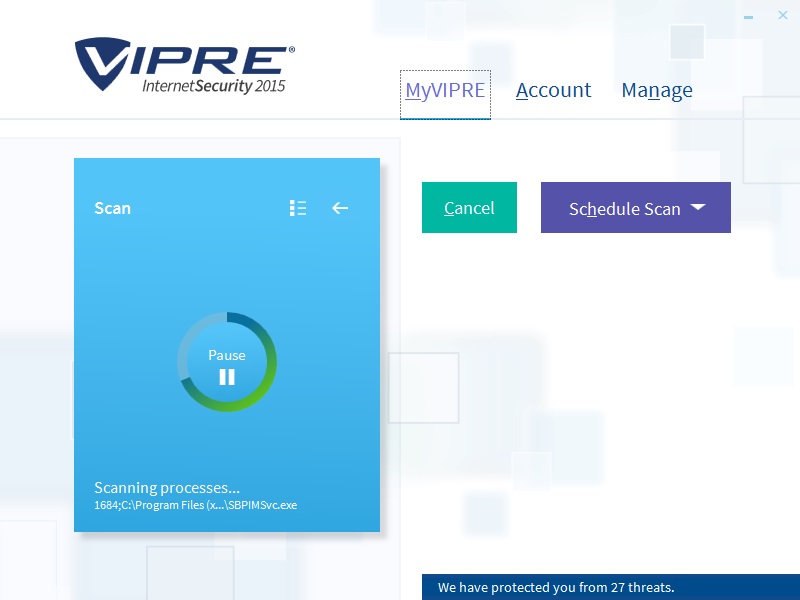 VIPRE®
InternetSecurity 2015
MyVIPRE Account Manage
Scan
Cancel
Schedule Scan
Pause
Scanning processes...
1684;C:\Program Files (x...\SBPIMSvc.exe
We have protected you from 27 threats.